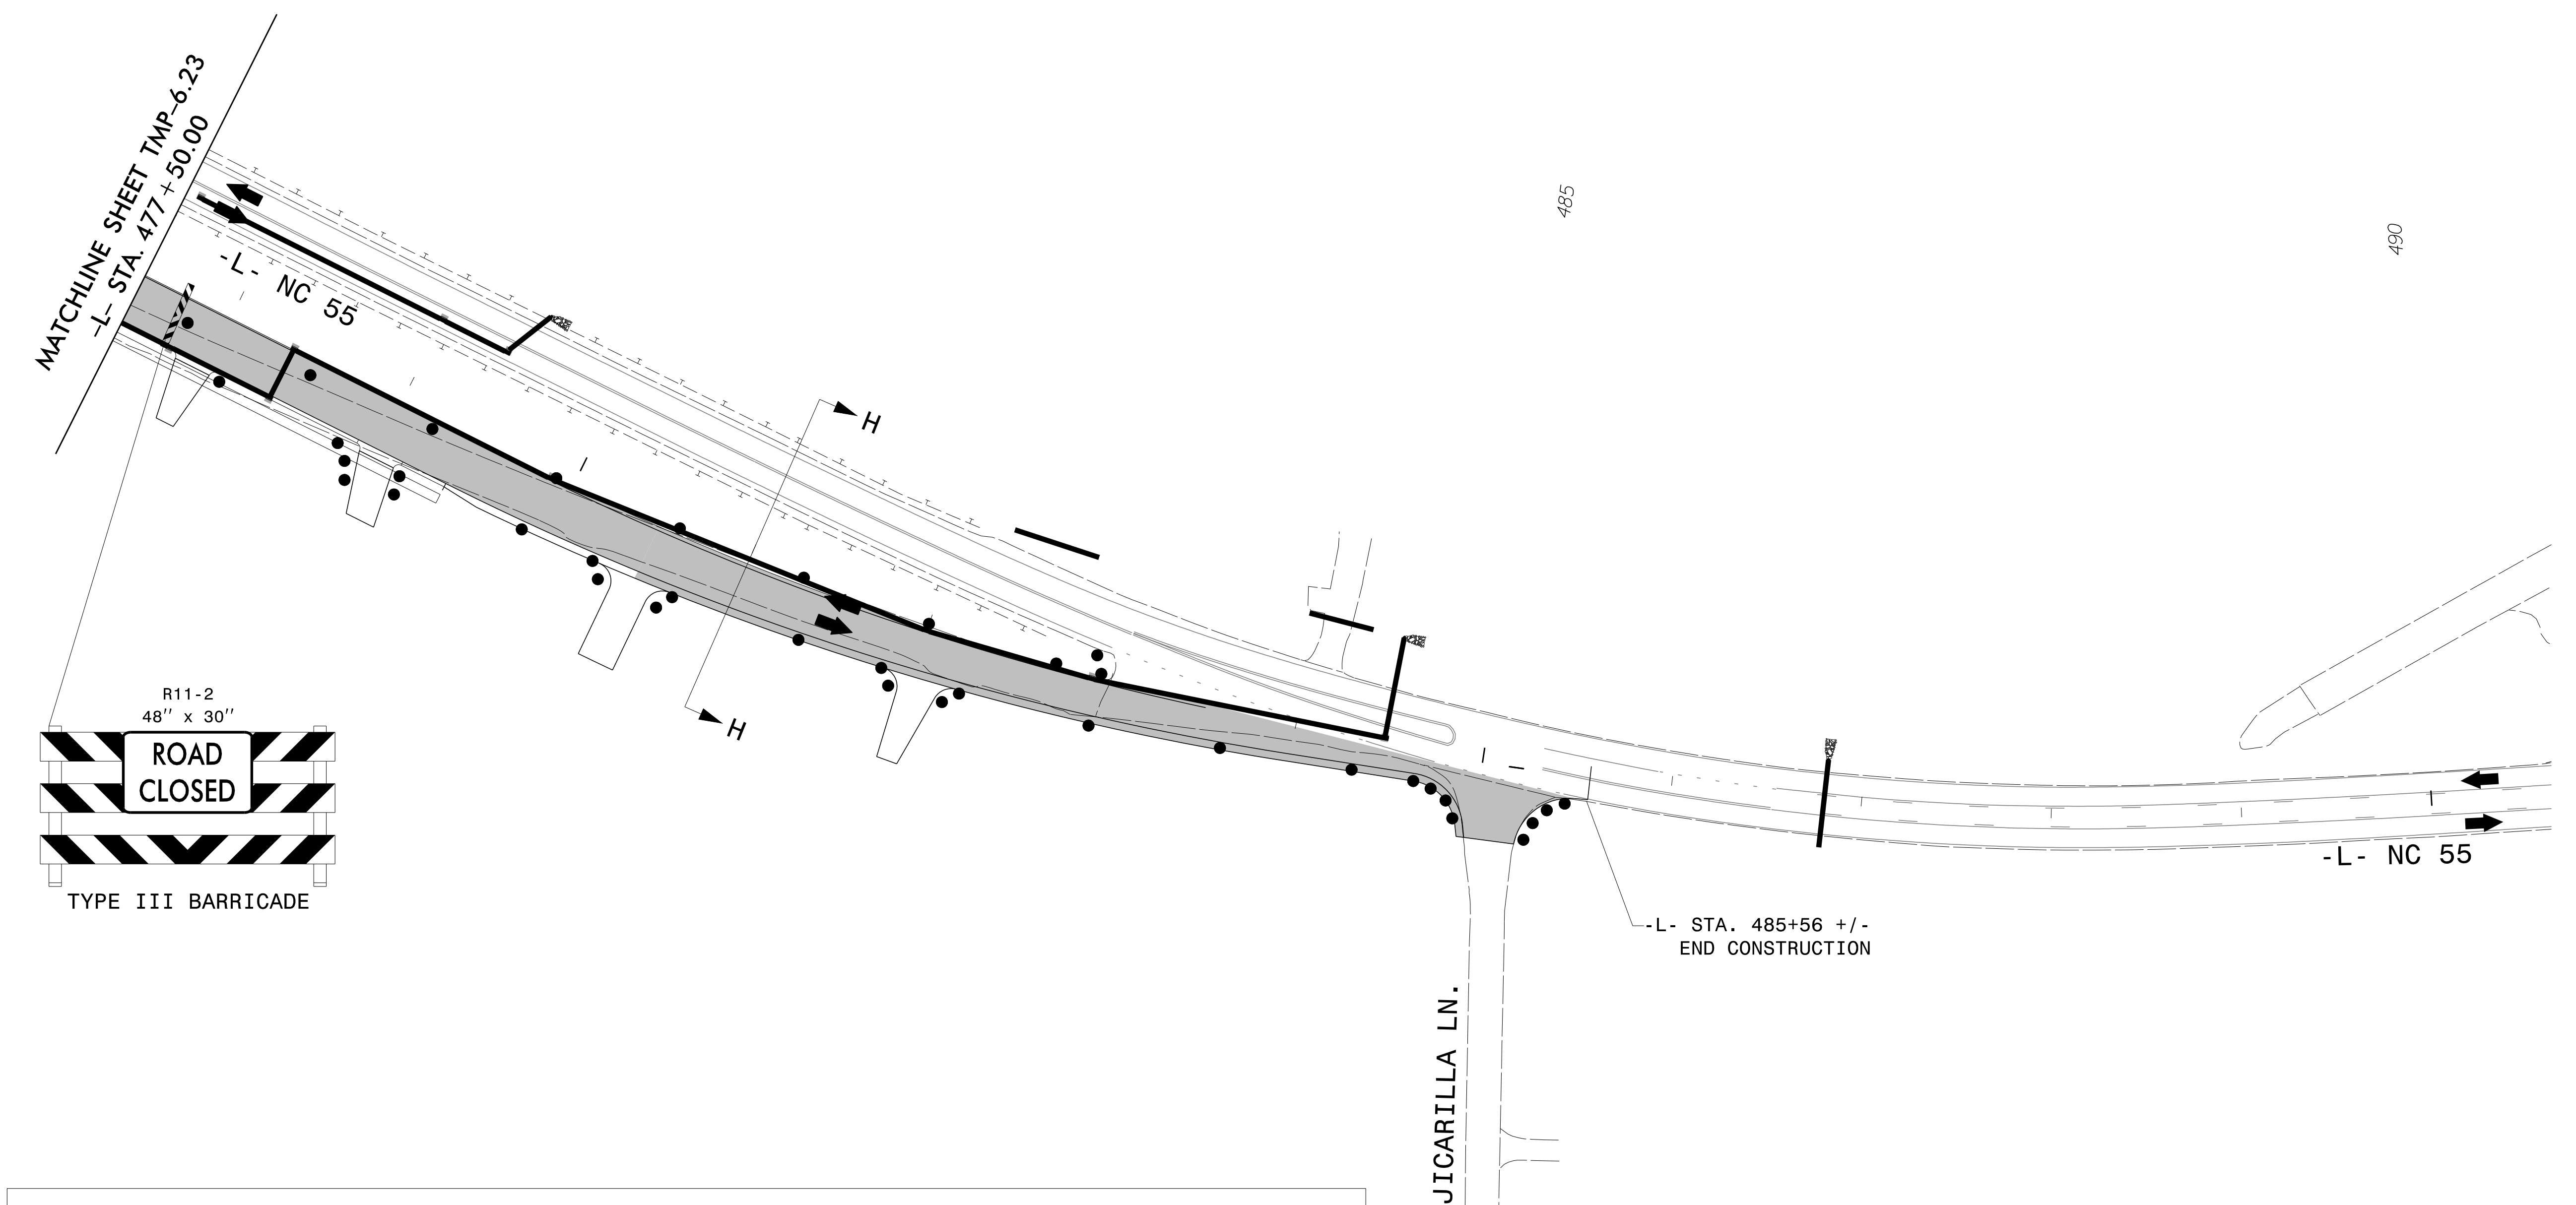 MATCHLINE SHEET TMP-6.23
-L- STA. 477+50.00
-L- NC 55
H
H
485
490
R11-2
48" x 30"
ROAD
CLOSED
TYPE III BARRICADE
-L- NC 55
-L- STA. 485+56 +/-
END CONSTRUCTION
JICARILLA LN.